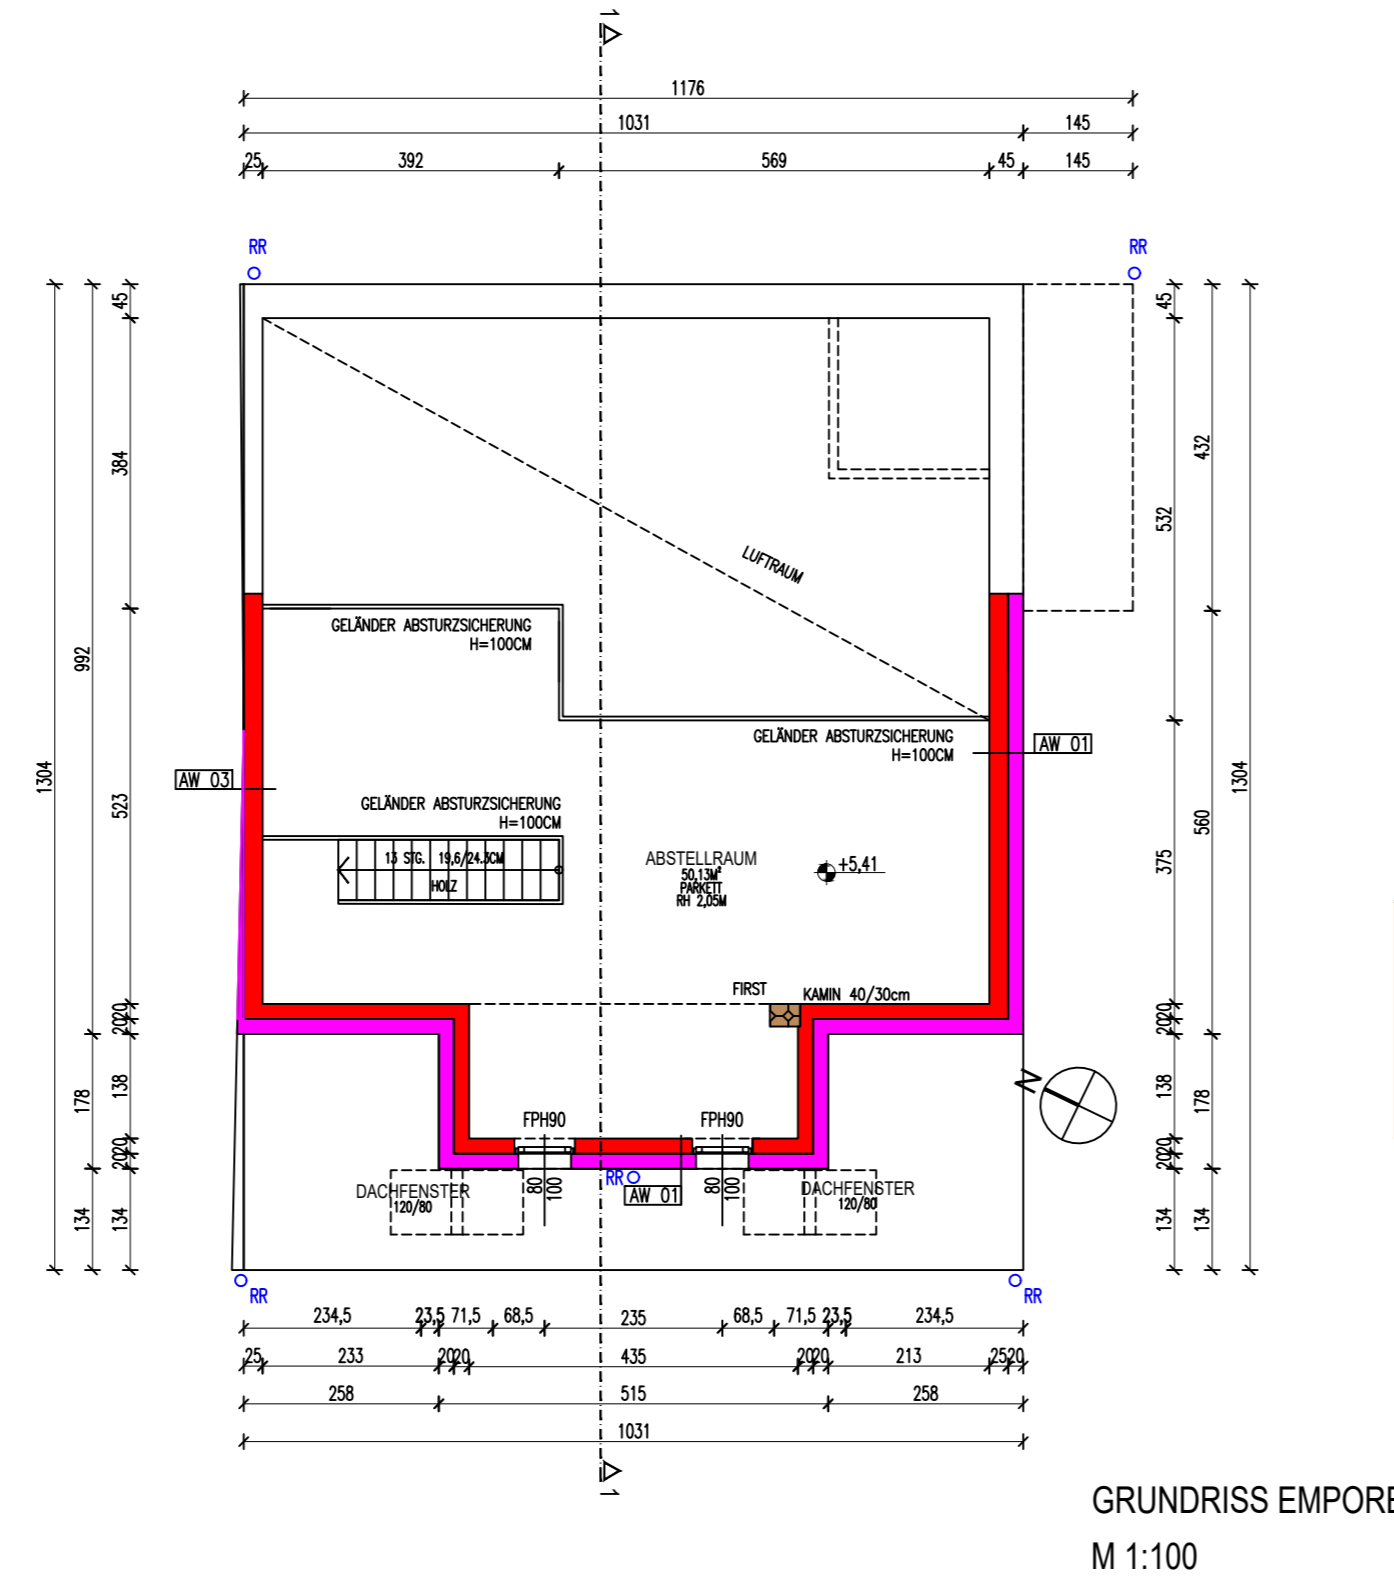 1
1176
1031 145
25 392 569 45 145
RR RR
45 45
384 432
532
LUFTRAUM
GELÄNDER ABSTURZSICHERUNG
H=100CM
992
GELÄNDER ABSTURZSICHERUNG
H=100CM
AW 01
AW 03
1304 1304
523 560
GELÄNDER ABSTURZSICHERUNG
H=100CM
13 STG. 19,6/24.3CM
HOLZ
ABSTELLRAUM
50,13M²
PARKETT
RH 2,05M
+5,41
375
FIRST KAMIN 40/30cm
2020 2020
N
178 138 138 178
FPH90 FPH90
2020 2020
80
100
RR
AW 01
80
100
DACHFENSTER
120/80
DACHFENSTER
120/80
134 134 134 134
RR RR
234,5 23,5 71,5 68,5 235 68,5 71,5 23,5 234,5
25 233 2020 435 2020 213 2520
258 515 258
1031
1
GRUNDRISS EMPORE
M 1:100